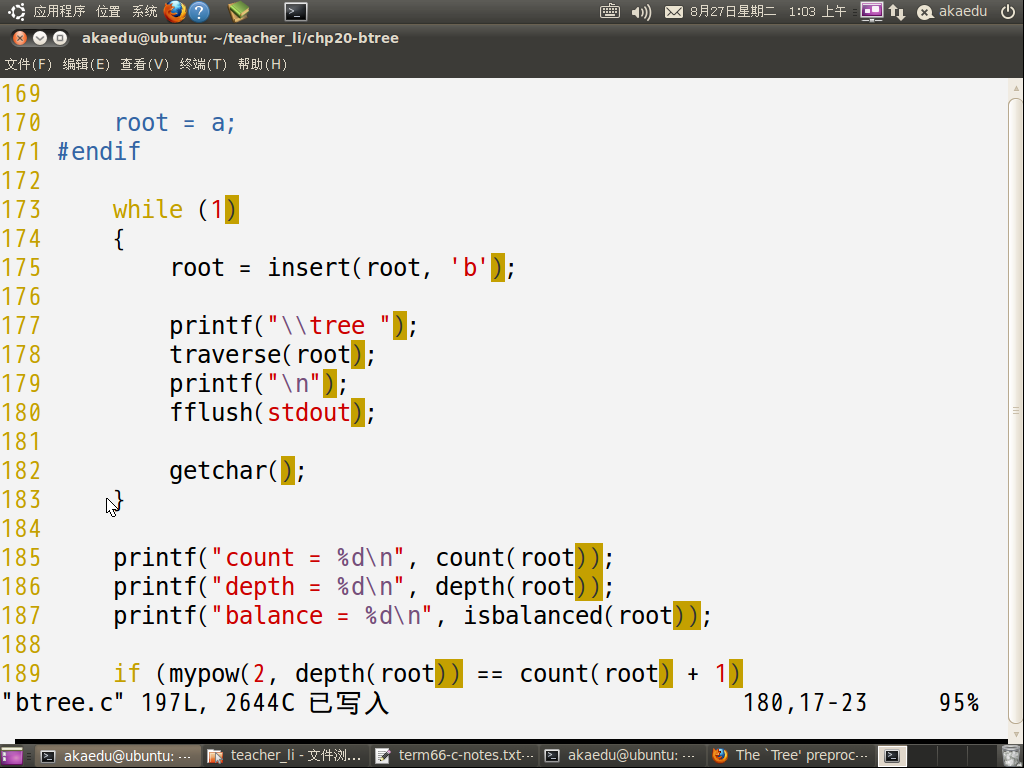 应用程序 位置 系统 8月27日星期二 1:03 上午 akaedu
akaedu@ubuntu: ~/teacher_li/chp20-btree
文件(F) 编辑(E) 查看(V) 终端(T) 帮助(H)
169
170 root = a;
171 #endif
172
173 while (1)
174 {
175 root = insert(root, 'b');
176
177 printf("\\tree ");
178 traverse(root);
179 printf("\n");
180 fflush(stdout);
181
182 getchar();
183 }
184
185 printf("count = %d\n", count(root));
186 printf("depth = %d\n", depth(root));
187 printf("balance = %d\n", isbalanced(root));
188
189 if (mypow(2, depth(root)) == count(root) + 1)
"btree.c" 197L, 2644C 已写入 180,17-23 95%
akaedu@ubuntu: ... teacher_li - 文件浏... term66-c-notes.txt... akaedu@ubuntu: ... The `Tree' preproc...